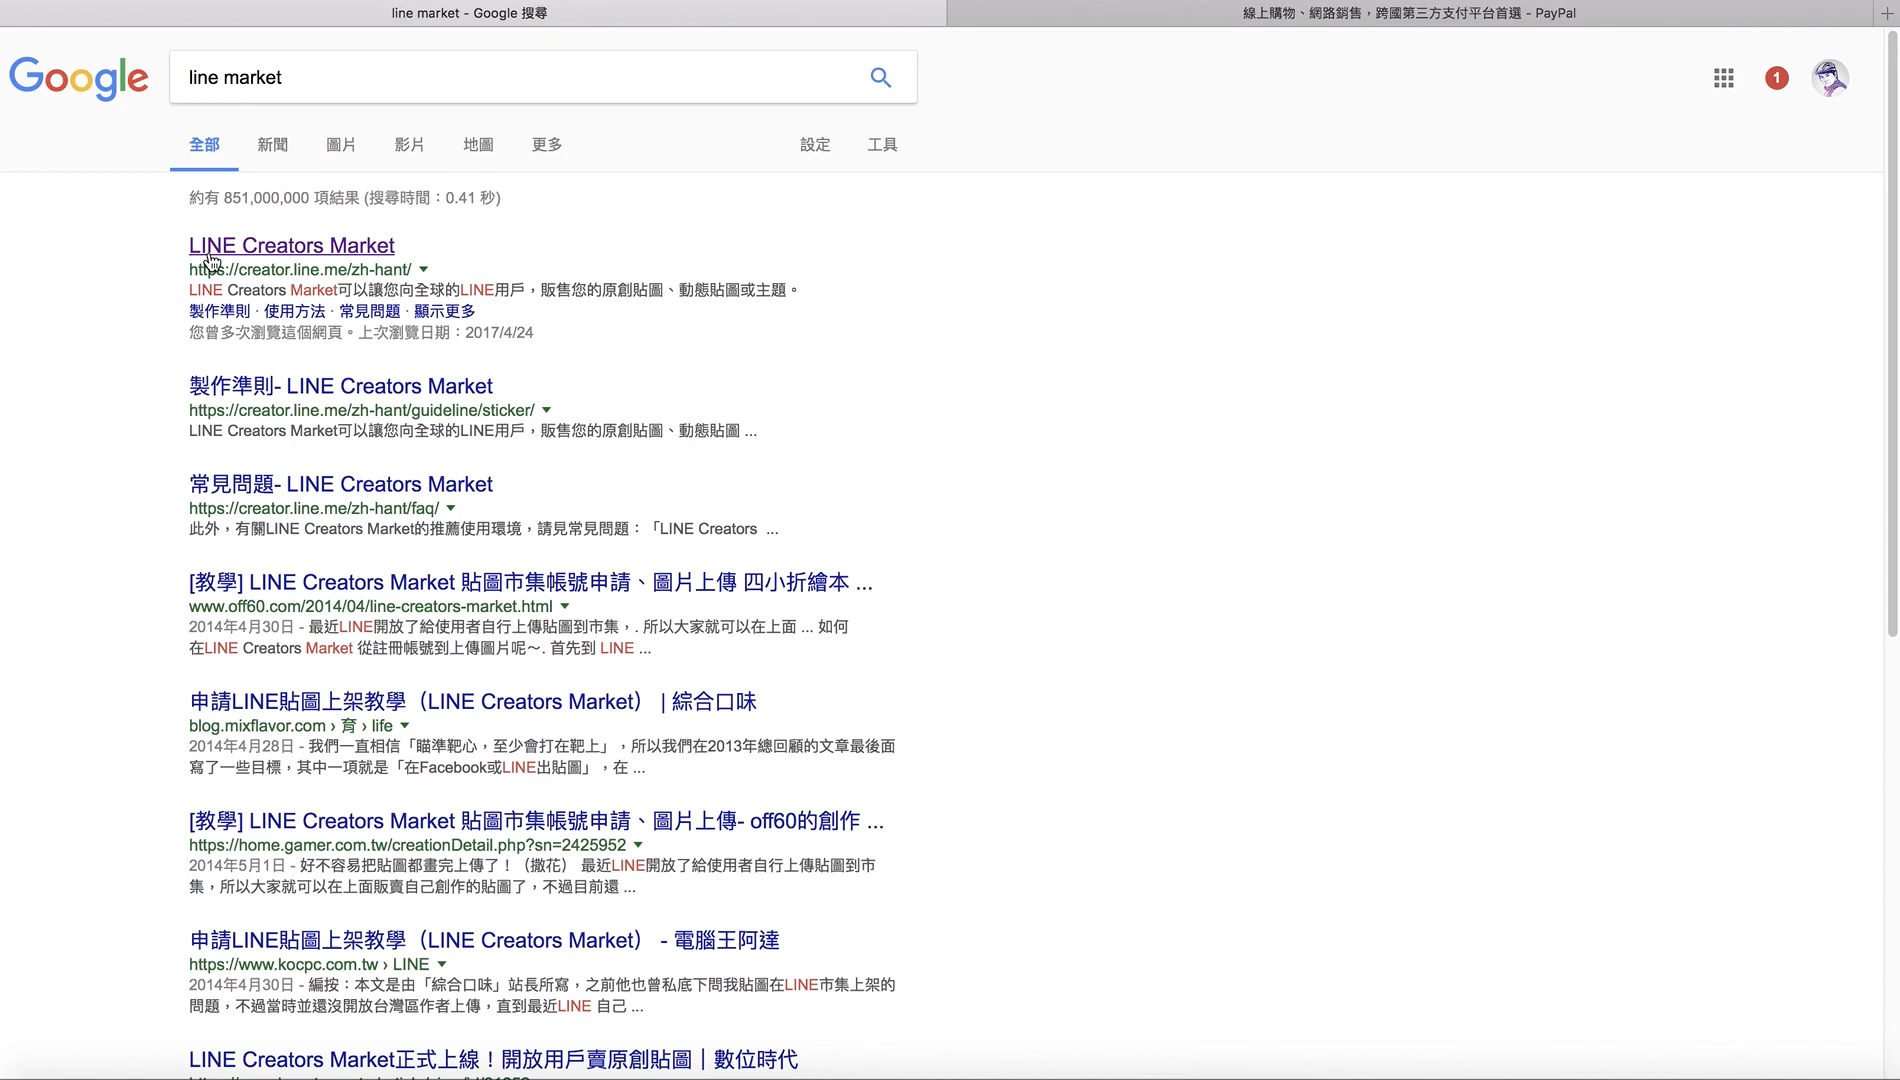 line market - Google 搜尋
線上購物、網路銷售，跨國第三方支付平台首選 - PayPal
Google
line market
1
全部 新聞 圖片 影片 地圖 更多 設定 工具
約有 851,000,000 項結果 (搜尋時間：0.41 秒)
LINE Creators Market
https://creator.line.me/zh-hant/
LINE Creators Market可以讓您向全球的LINE用戶，販售您的原創貼圖、動態貼圖或主題。
製作準則 · 使用方法 · 常見問題 · 顯示更多
您曾多次瀏覽這個網頁。上次瀏覽日期：2017/4/24
製作準則- LINE Creators Market
https://creator.line.me/zh-hant/guideline/sticker/
LINE Creators Market可以讓您向全球的LINE用戶，販售您的原創貼圖、動態貼圖 ...
常見問題- LINE Creators Market
https://creator.line.me/zh-hant/faq/
此外，有關LINE Creators Market的推薦使用環境，請見常見問題：「LINE Creators ...
[教學] LINE Creators Market 貼圖市集帳號申請、圖片上傳 四小折繪本 ...
www.off60.com/2014/04/line-creators-market.html
2014年4月30日 - 最近LINE開放了給使用者自行上傳貼圖到市集，. 所以大家就可以在上面 ... 如何
在LINE Creators Market 從註冊帳號到上傳圖片呢～. 首先到 LINE ...
申請LINE貼圖上架教學（LINE Creators Market） | 綜合口味
blog.mixflavor.com › 育 › life
2014年4月28日 - 我們一直相信「瞄準靶心，至少會打在靶上」，所以我們在2013年總回顧的文章最後面
寫了一些目標，其中一項就是「在Facebook或LINE出貼圖」，在 ...
[教學] LINE Creators Market 貼圖市集帳號申請、圖片上傳- off60的創作 ...
https://home.gamer.com.tw/creationDetail.php?sn=2425952
2014年5月1日 - 好不容易把貼圖都畫完上傳了！（撒花） 最近LINE開放了給使用者自行上傳貼圖到市
集，所以大家就可以在上面販賣自己創作的貼圖了，不過目前還 ...
申請LINE貼圖上架教學（LINE Creators Market） - 電腦王阿達
https://www.kocpc.com.tw › LINE
2014年4月30日 - 編按：本文是由「綜合口味」站長所寫，之前他也曾私底下問我貼圖在LINE市集上架的
問題，不過當時並還沒開放台灣區作者上傳，直到最近LINE 自己 ...
LINE Creators Market正式上線！開放用戶賣原創貼圖｜數位時代